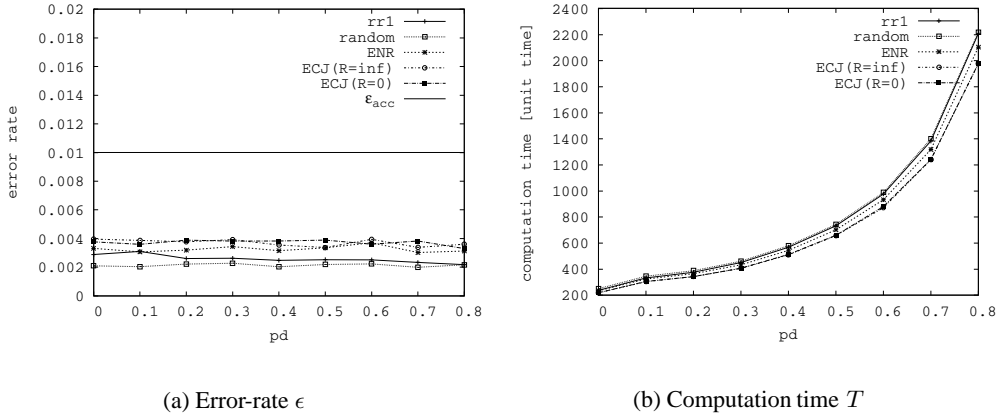 0.02
0.018
0.016
0.014
0.012
0.01
0.008
0.006
0.004
0.002
0
error rate
rr1
random
ENR
ECJ(R=inf)
ECJ(R=0)
εacc
0 0.1 0.2 0.3 0.4 0.5 0.6 0.7 0.8
pd
(a) Error-rate ϵ
2400
2200
2000
1800
1600
1400
1200
1000
800
600
400
200
computation time [unit time]
rr1
random
ENR
ECJ(R=inf)
ECJ(R=0)
0 0.1 0.2 0.3 0.4 0.5 0.6 0.7 0.8
pd
(b) Computation time T